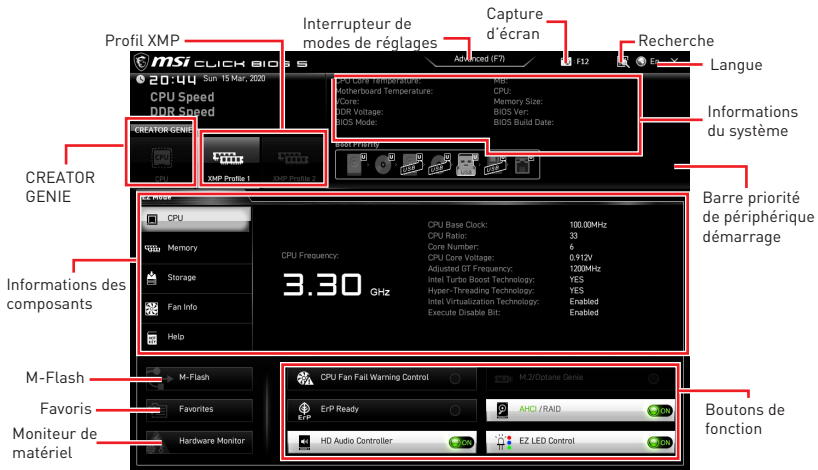 Profil XMP
Interrupteur de
modes de réglages
Capture
d'écran
Recherche
Langue
msi CLICK BIOS 5
Advanced (F7)
F12
En
20:44 Sun 15 Mar, 2020
CPU Speed
DDR Speed
CREATOR GENIE
CPU
XMP Profile 1
XMP Profile 2
CPU Core Temperature:
Motherboard Temperature:
VCore:
DDR Voltage:
BIOS Mode:
MB:
CPU:
Memory Size:
BIOS Ver:
BIOS Build Date:
Boot Priority
U U U U U U U
USB USB USB USB
Informations
du système
CREATOR
GENIE
Barre priorité
de périphérique
démarrage
EZ Mode
CPU
Memory
Storage
Fan Info
Help
CPU Frequency:
3.30 GHz
CPU Base Clock: 100.00MHz
CPU Ratio: 33
Core Number: 6
CPU Core Voltage: 0.912V
Adjusted GT Frequency: 1200MHz
Intel Turbo Boost Technology: YES
Hyper-Threading Technology: YES
Intel Virtualization Technology: Enabled
Execute Disable Bit: Enabled
Informations des
composants
M-Flash
Favoris
Moniteur de
matériel
M-Flash
Favorites
Hardware Monitor
CPU Fan Fail Warning Control
M.2/Optane Genie
ErP
ErP Ready
AHCI /RAID
ON
HD Audio Controller
ON
EZ LED Control
ON
Boutons de
fonction